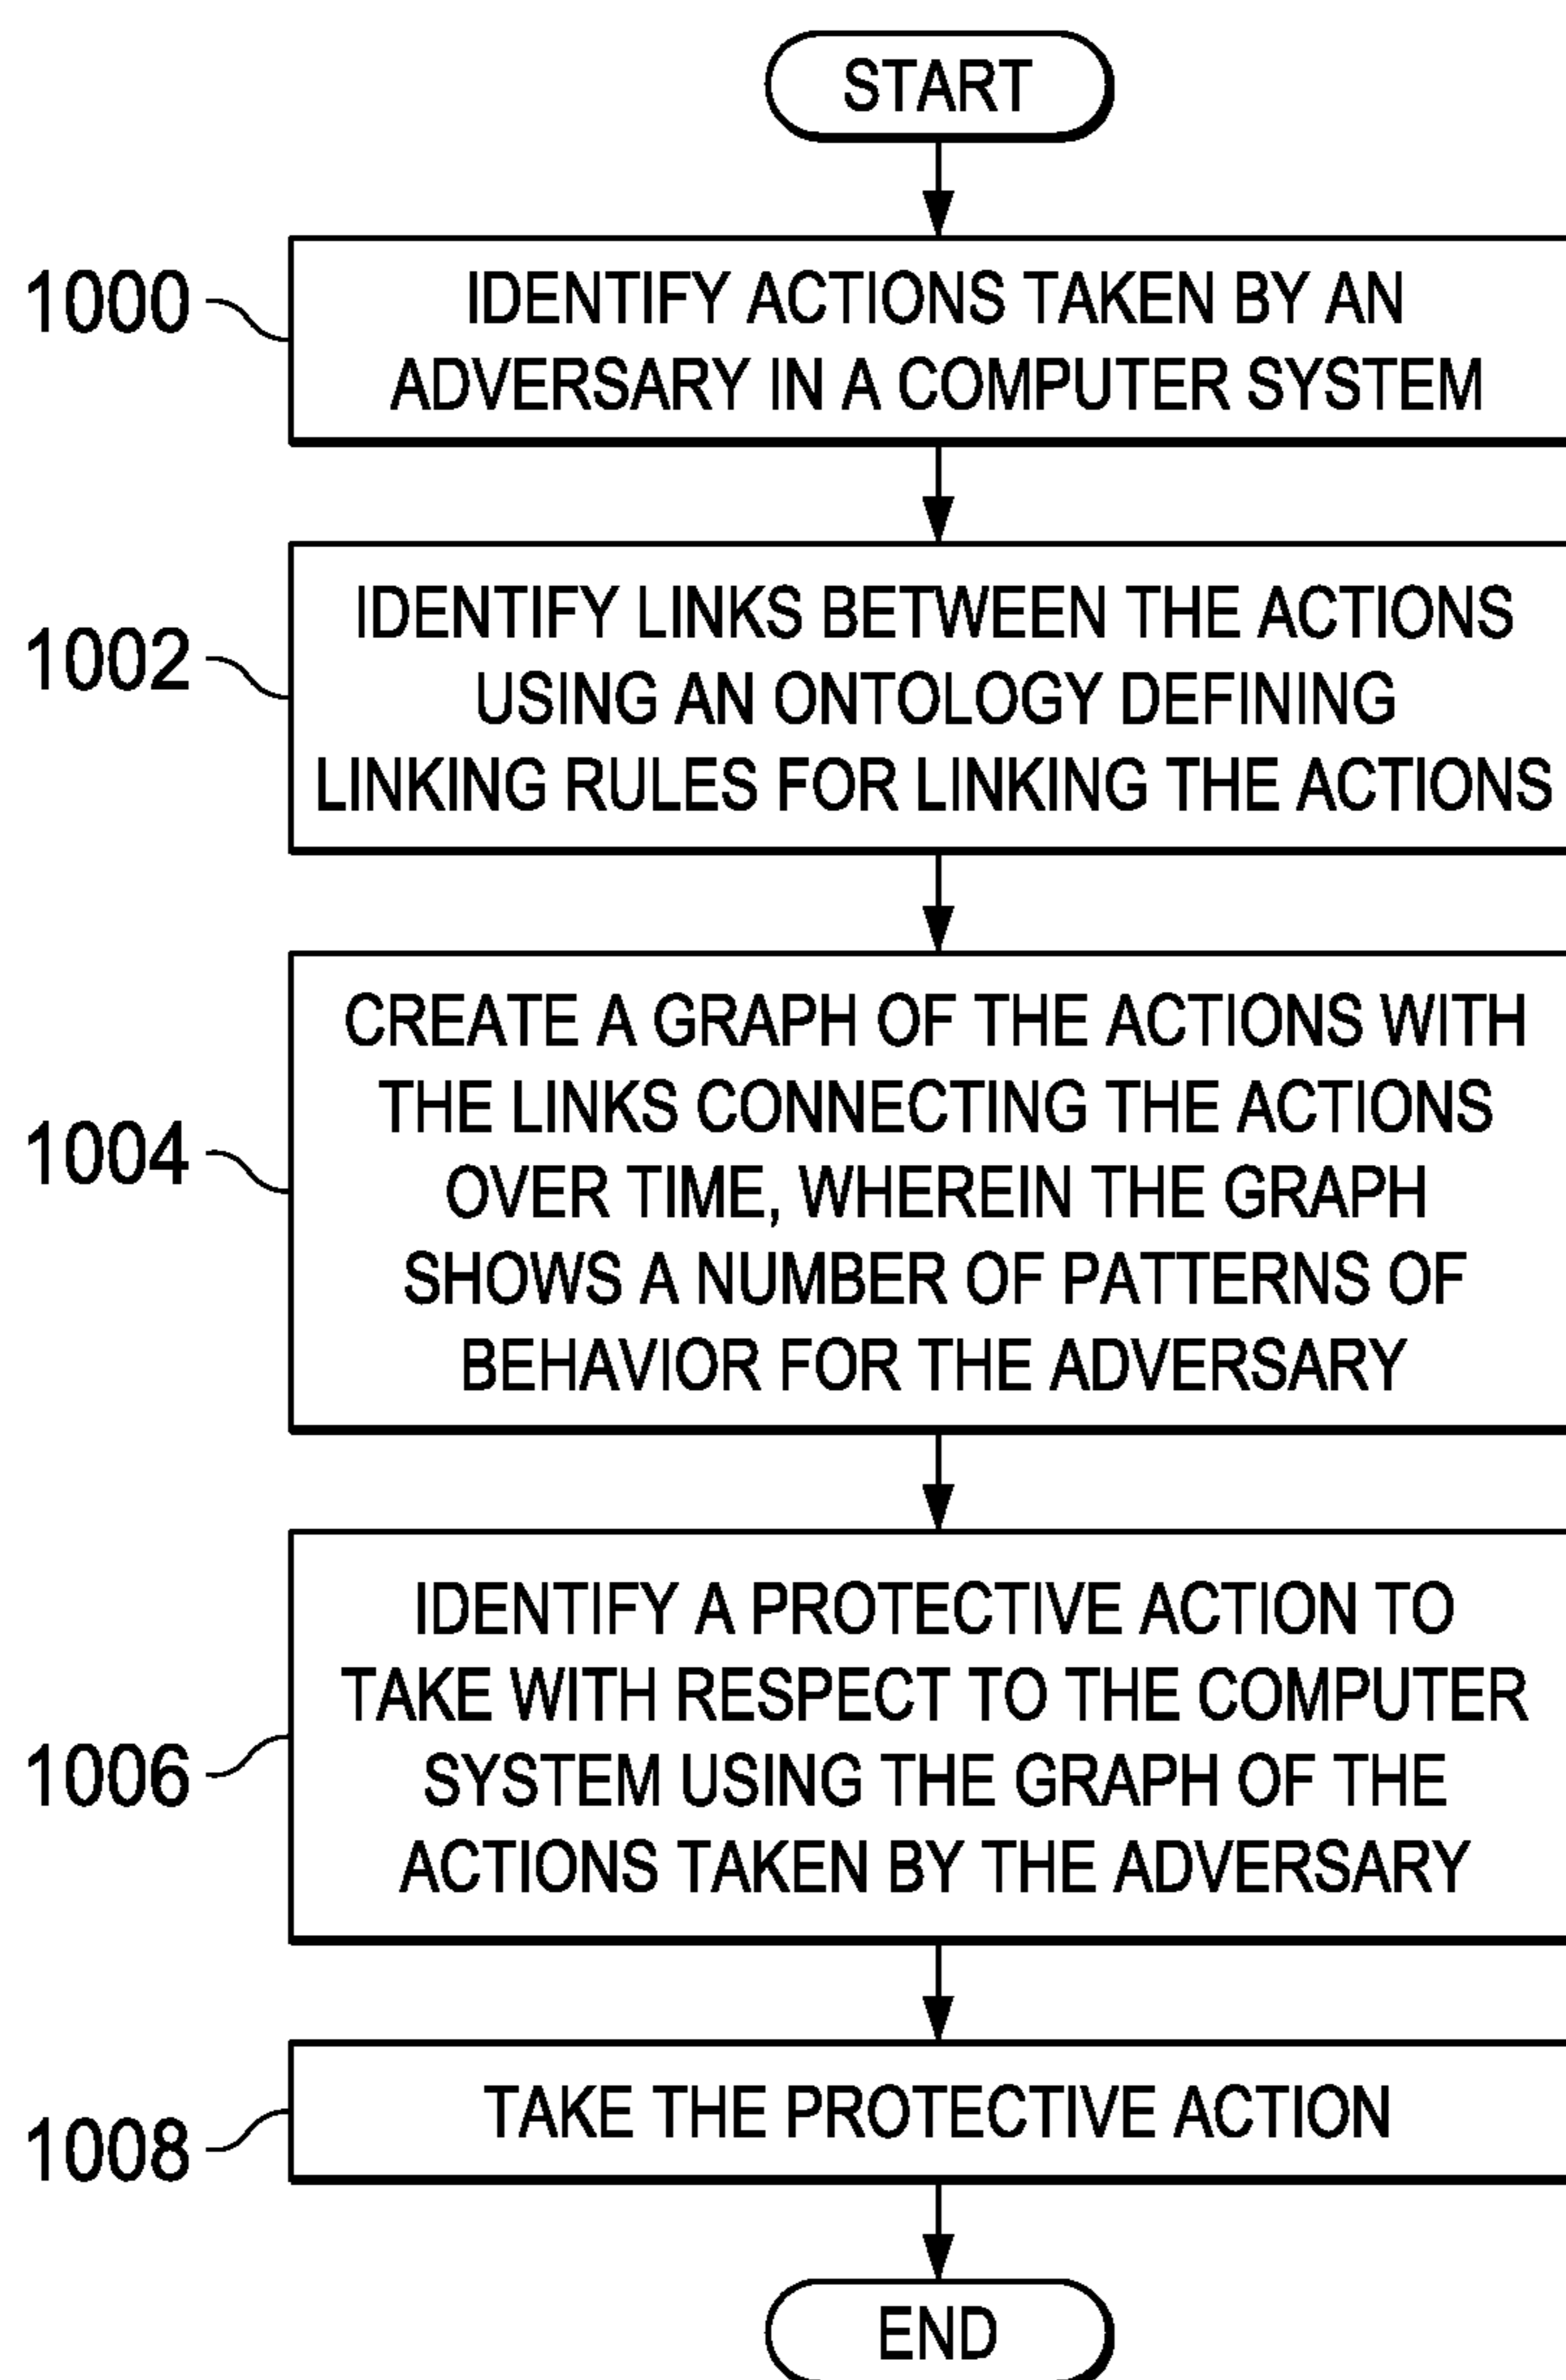 START
1000
IDENTIFY ACTIONS TAKEN BY AN
ADVERSARY IN A COMPUTER SYSTEM
1002
IDENTIFY LINKS BETWEEN THE ACTIONS
USING AN ONTOLOGY DEFINING
LINKING RULES FOR LINKING THE ACTIONS
1004
CREATE A GRAPH OF THE ACTIONS WITH
THE LINKS CONNECTING THE ACTIONS
OVER TIME, WHEREIN THE GRAPH
SHOWS A NUMBER OF PATTERNS OF
BEHAVIOR FOR THE ADVERSARY
1006
IDENTIFY A PROTECTIVE ACTION TO
TAKE WITH RESPECT TO THE COMPUTER
SYSTEM USING THE GRAPH OF THE
ACTIONS TAKEN BY THE ADVERSARY
1008
TAKE THE PROTECTIVE ACTION
END